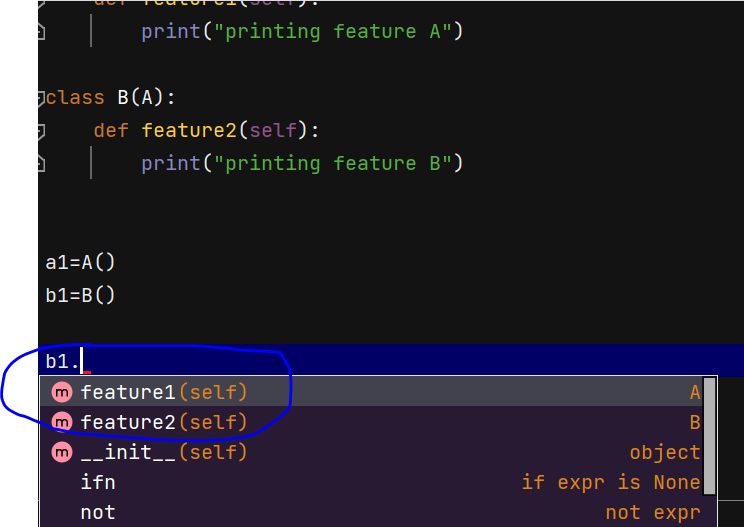 def feature1(self):
print("printing feature A")
class B(A):
def feature2(self):
print("printing feature B")
a1=A()
b1=B()
b1.
m feature1(self) A
m feature2(self) B
m __init__(self) object
ifn if expr is None
not not expr